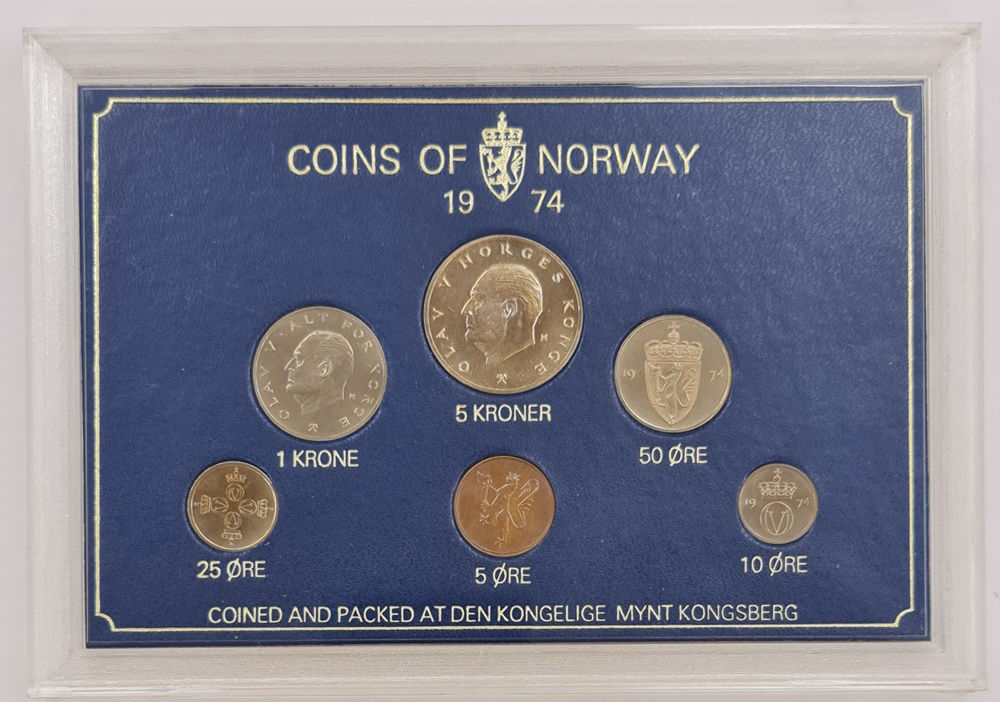 COINS OF NORWAY
19 74
OLAV V NORGES KONGE
5 KRONER
OLAV V · ALT FOR NORGE
1 KRONE
19 74
50 ØRE
25 ØRE
5 ØRE
19 74
10 ØRE
COINED AND PACKED AT DEN KONGELIGE MYNT KONGSBERG